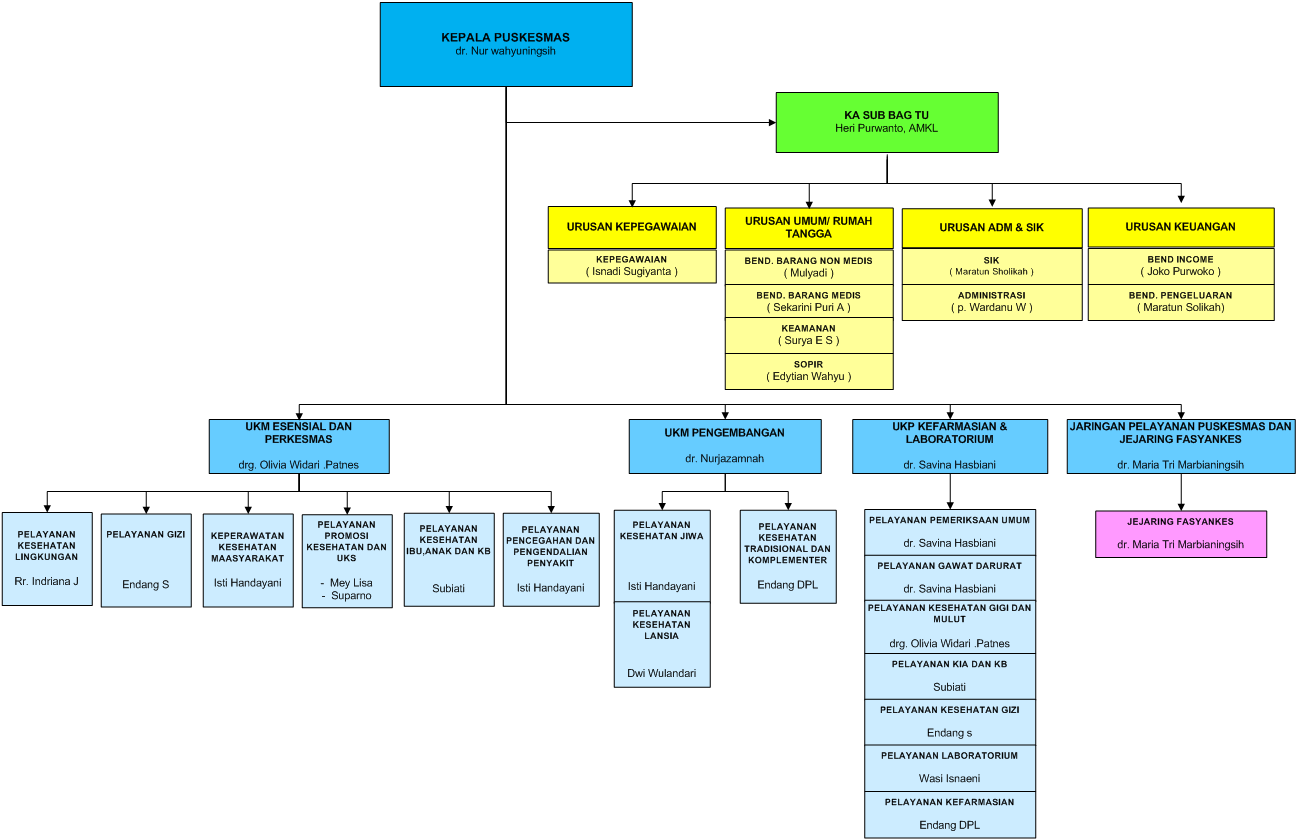 KEPALA PUSKESMAS
dr. Nur wahyuningsih
KA SUB BAG TU
Heri Purwanto, AMKL
URUSAN KEPEGAWAIAN
KEPEGAWAIAN
( Isnadi Sugiyanta )
URUSAN UMUM/ RUMAH
TANGGA
BEND. BARANG NON MEDIS
( Mulyadi )
BEND. BARANG MEDIS
( Sekarini Puri A )
KEAMANAN
( Surya E S )
SOPIR
( Edytian Wahyu )
URUSAN ADM & SIK
SIK
( Maratun Sholikah )
ADMINISTRASI
( p. Wardanu W )
URUSAN KEUANGAN
BEND INCOME
( Joko Purwoko )
BEND. PENGELUARAN
( Maratun Solikah)
UKM ESENSIAL DAN
PERKESMAS
drg. Olivia Widari .Patnes
UKM PENGEMBANGAN
dr. Nurjazamnah
UKP KEFARMASIAN &
LABORATORIUM
dr. Savina Hasbiani
JARINGAN PELAYANAN PUSKESMAS DAN
JEJARING FASYANKES
dr. Maria Tri Marbianingsih
PELAYANAN
KESEHATAN
LINGKUNGAN
Rr. Indriana J
PELAYANAN GIZI
Endang S
KEPERAWATAN
KESEHATAN
MAASYARAKAT
Isti Handayani
PELAYANAN
PROMOSI
KESEHATAN DAN
UKS
- Mey Lisa
- Suparno
PELAYANAN
KESEHATAN
IBU,ANAK DAN KB
Subiati
PELAYANAN
PENCEGAHAN DAN
PENGENDALIAN
PENYAKIT
Isti Handayani
PELAYANAN
KESEHATAN JIWA
Isti Handayani
PELAYANAN
KESEHATAN
LANSIA
Dwi Wulandari
PELAYANAN
KESEHATAN
TRADISIONAL DAN
KOMPLEMENTER
Endang DPL
PELAYANAN PEMERIKSAAN UMUM
dr. Savina Hasbiani
PELAYANAN GAWAT DARURAT
dr. Savina Hasbiani
PELAYANAN KESEHATAN GIGI DAN
MULUT
drg. Olivia Widari .Patnes
PELAYANAN KIA DAN KB
Subiati
PELAYANAN KESEHATAN GIZI
Endang s
PELAYANAN LABORATORIUM
Wasi Isnaeni
PELAYANAN KEFARMASIAN
Endang DPL
JEJARING FASYANKES
dr. Maria Tri Marbianingsih